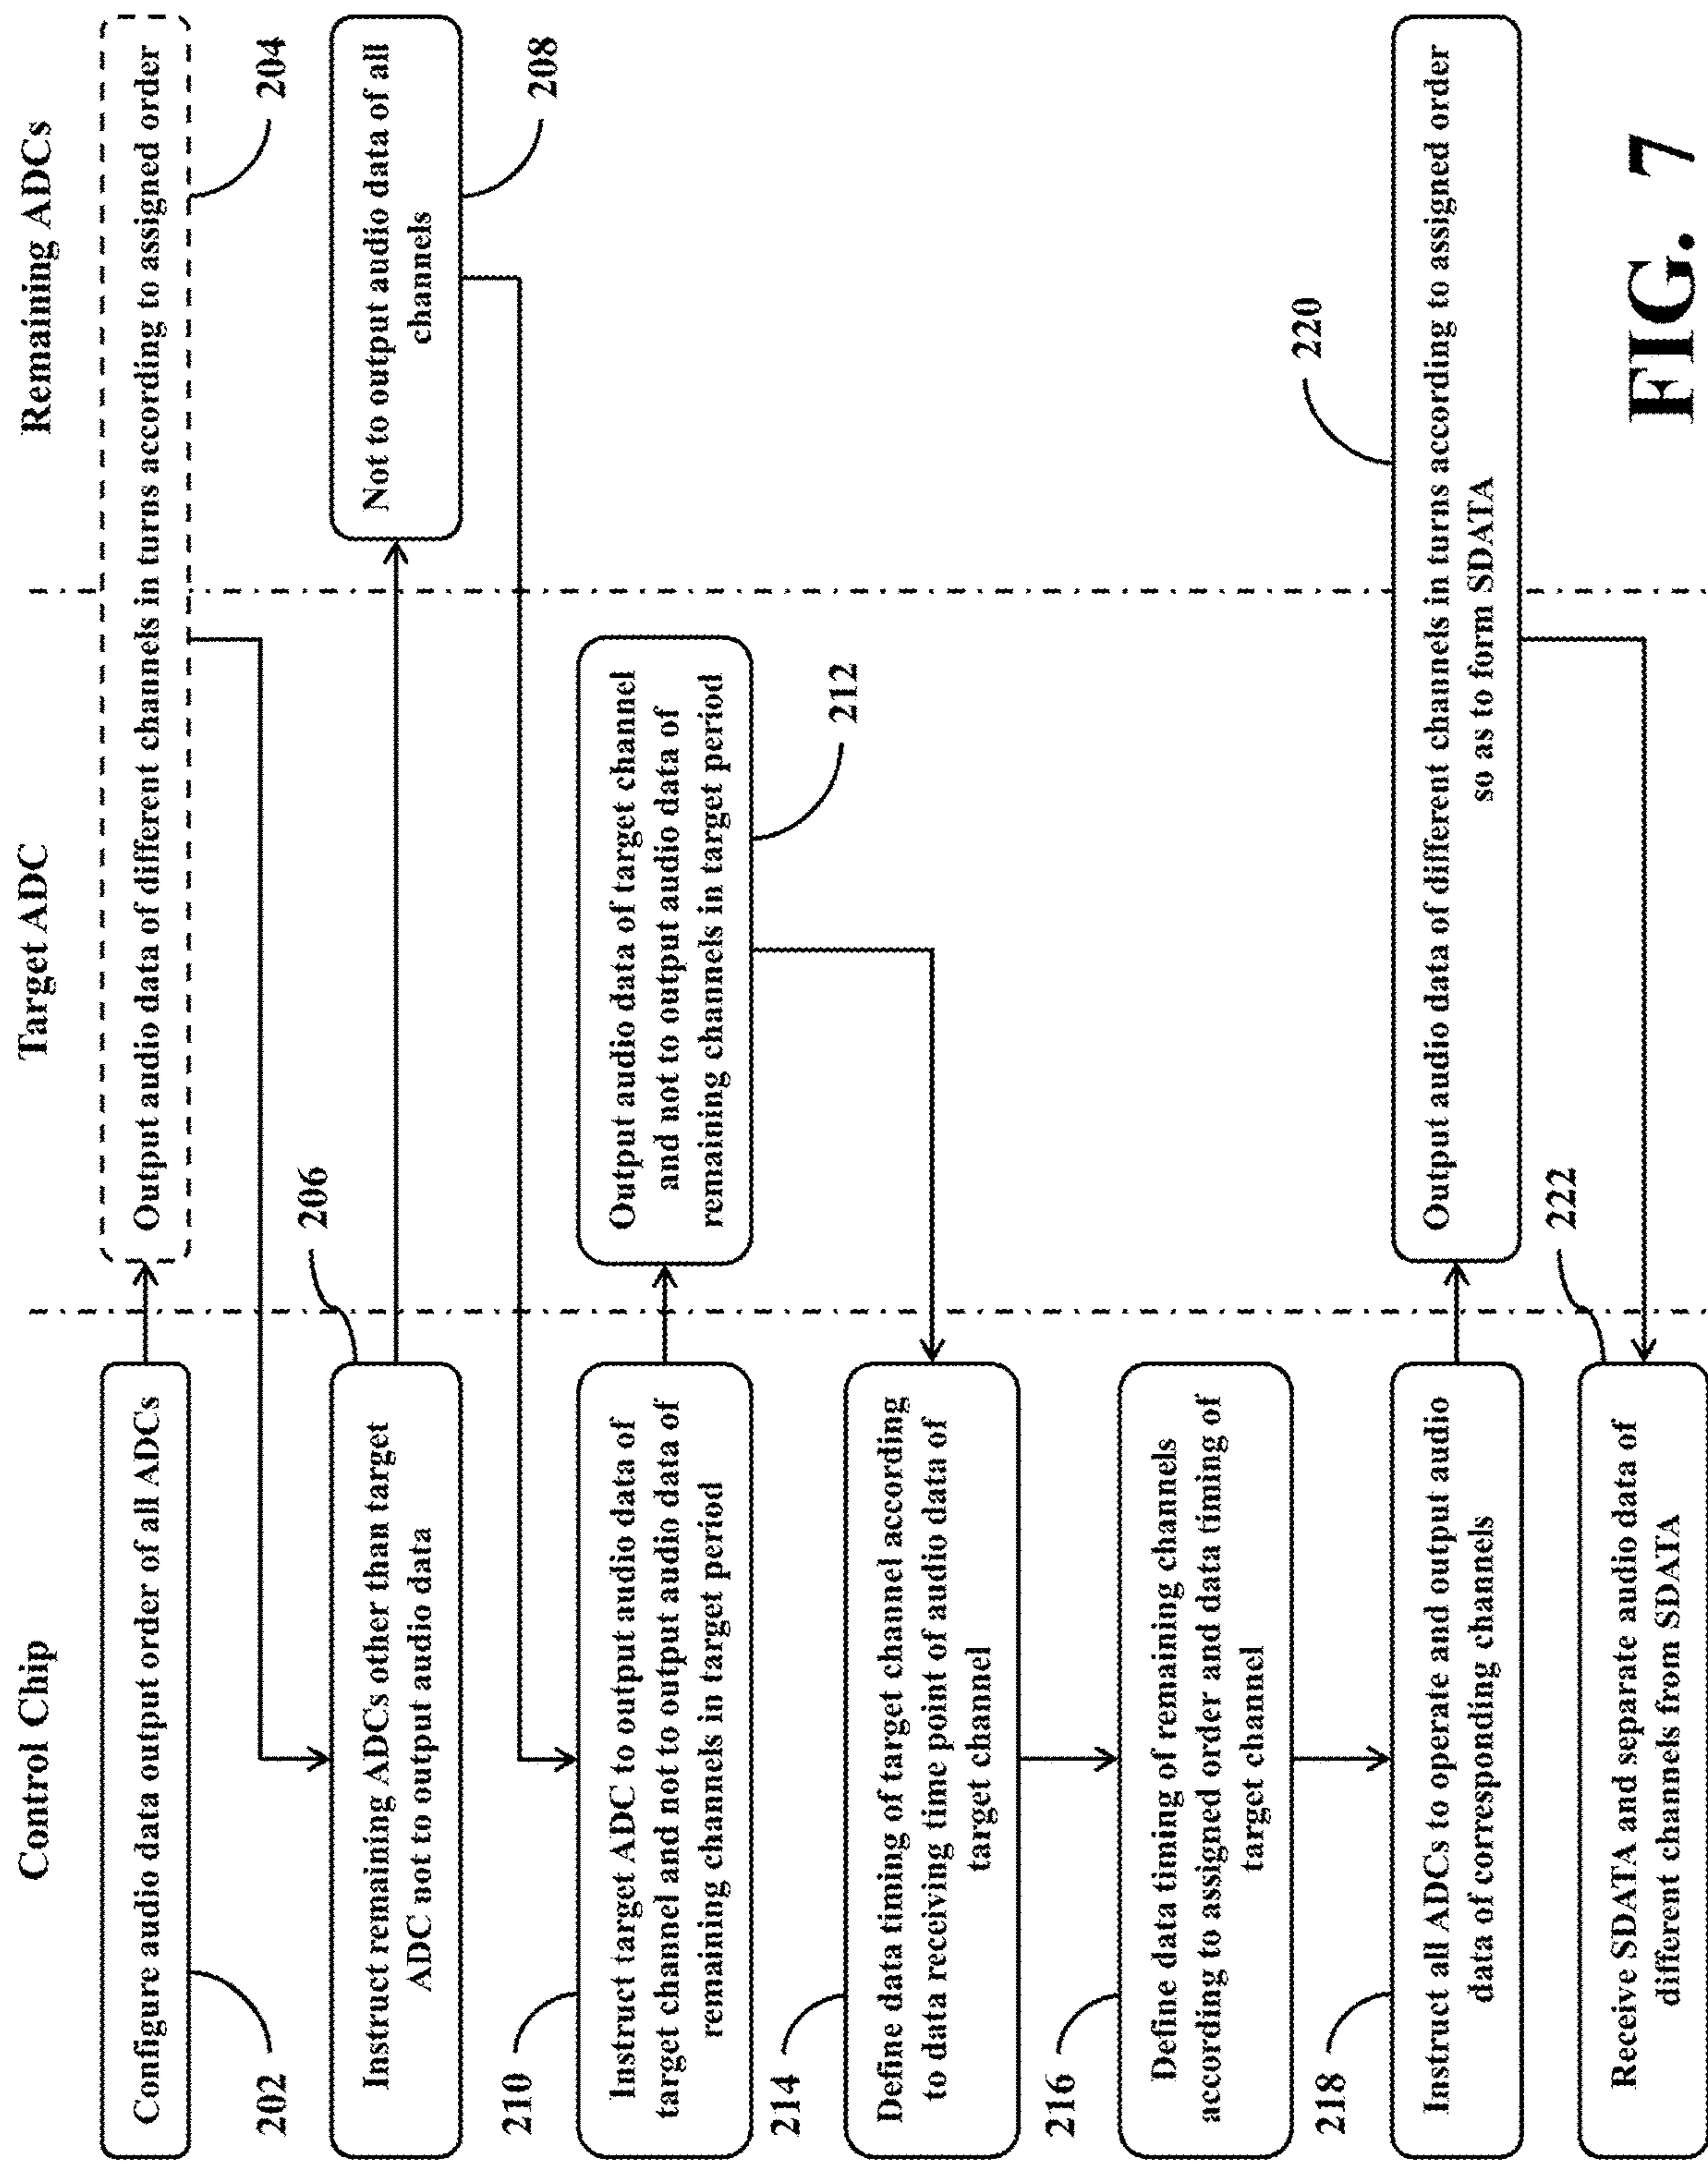 Control Chip
Target ADC
Remaining ADCs
Configure audio data output order of all ADCs
202
Output audio data of different channels in turns according to assigned order
204
Instruct remaining ADCs other than target
ADC not to output audio data
206
Not to output audio data of all
channels
208
Instruct target ADC to output audio data of
target channel and not to output audio data of
remaining channels in target period
210
Output audio data of target channel
and not to output audio data of
remaining channels in target period
212
Define data timing of target channel according
to data receiving time point of audio data of
target channel
214
Define data timing of remaining channels
according to assigned order and data timing of
target channel
216
Instruct all ADCs to operate and output audio
data of corresponding channels
218
Output audio data of different channels in turns according to assigned order
so as to form SDATA
220
Receive SDATA and separate audio data of
different channels from SDATA
222
FIG. 7